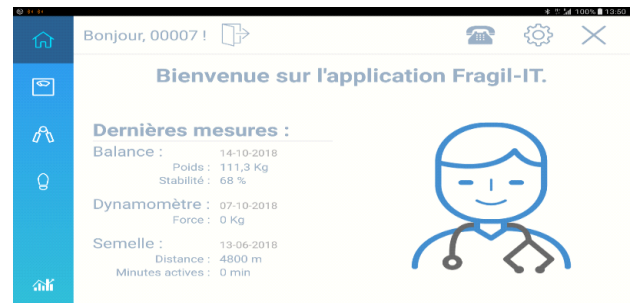 100% 13:50
Bonjour, 00007 !
Bienvenue sur l'application Fragil-IT.
Dernières mesures :
Balance : 14-10-2018
Poids : 111,3 Kg
Stabilité : 68 %
Dynamomètre : 07-10-2018
Force : 0 Kg
Semelle : 13-06-2018
Distance : 4800 m
Minutes actives : 0 min